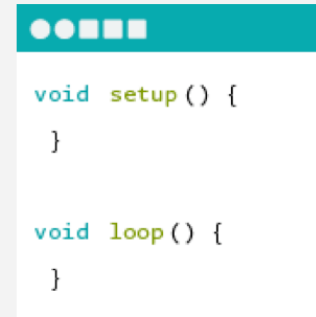 void setup() {
}
void loop() {
}